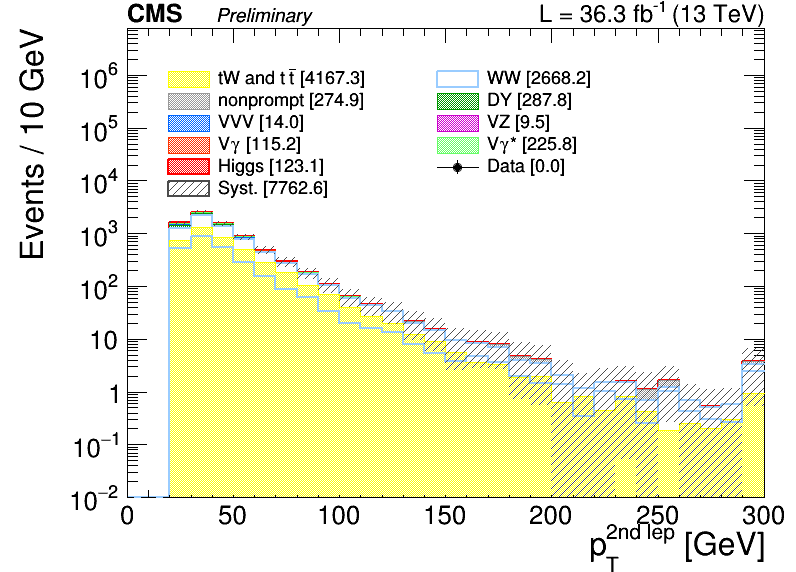 CMS Preliminary L = 36.3 fb⁻¹ (13 TeV)
Events / 10 GeV
tW and tt̄ [4167.3]
nonprompt [274.9]
VVV [14.0]
Vγ [115.2]
Higgs [123.1]
Syst. [7762.6]
WW [2668.2]
DY [287.8]
VZ [9.5]
Vγ* [225.8]
Data [0.0]
10⁶
10⁵
10⁴
10³
10²
10
1
10⁻¹
10⁻²
0 50 100 150 200 250 300
p_T^{2nd lep} [GeV]